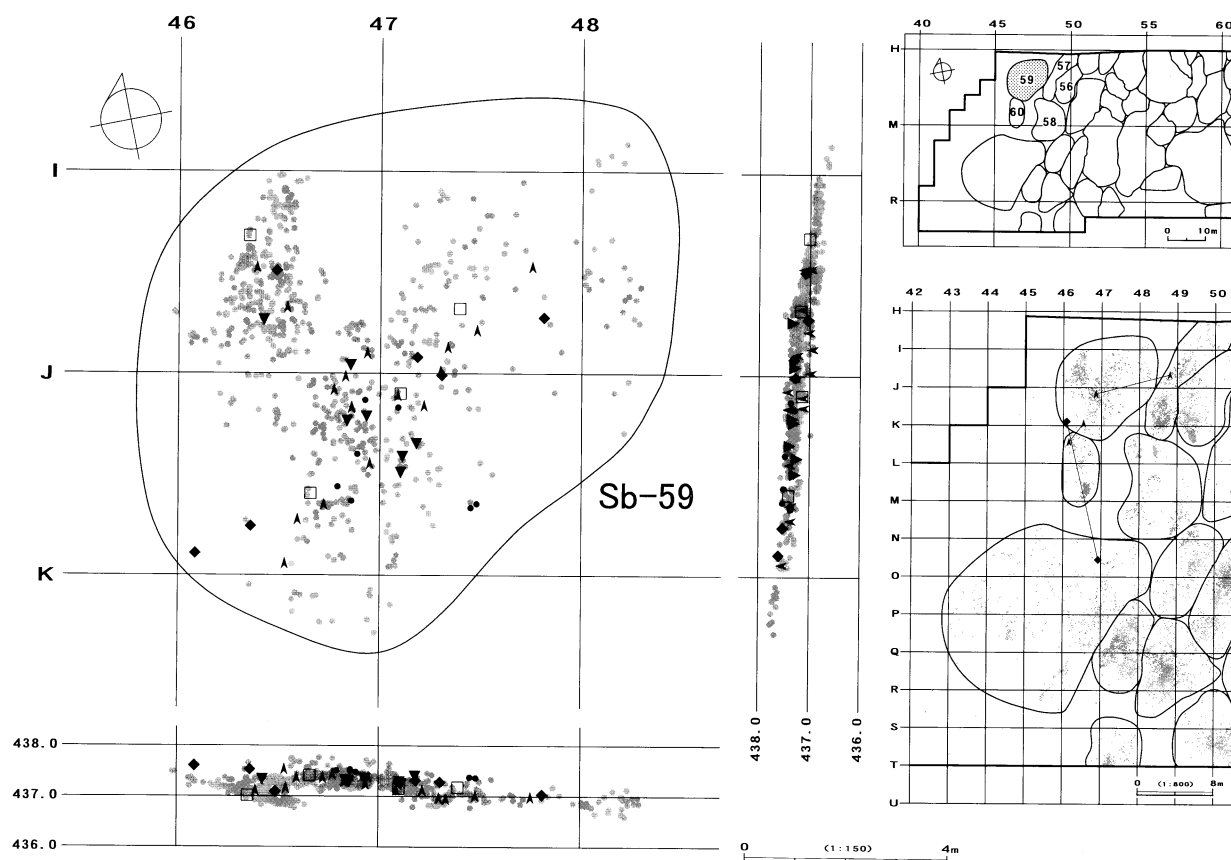 46 47 48
I
J
K
Sb-59
438.0
437.0
436.0
438.0
437.0
436.0
0 (1:150) 4m
40 45 50 55 60
H
M
R
57
59
56
60
58
0 10m
42 43 44 45 46 47 48 49 50
H
I
J
K
L
M
N
O
P
Q
R
S
T
U
0 (1:800) 8m